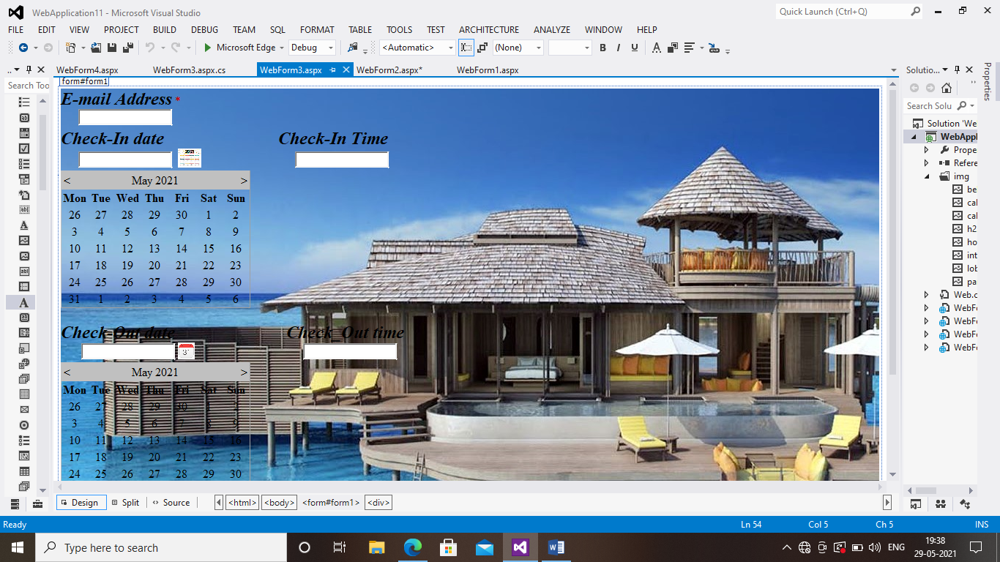 WebApplication11 - Microsoft Visual Studio
Quick Launch (Ctrl+Q)
FILE EDIT VIEW PROJECT BUILD DEBUG TEAM SQL FORMAT TABLE TOOLS TEST ARCHITECTURE ANALYZE WINDOW HELP
Microsoft Edge Debug <Automatic> (None) B I U A
WebForm4.aspx WebForm3.aspx.cs WebForm3.aspx WebForm2.aspx* WebForm1.aspx
Solutio...
Properties
Search Too
form#form1
Search Solu
E-mail Address *
Check-In date Check-In Time
2021
< May 2021 >
Mon Tue Wed Thu Fri Sat Sun
26 27 28 29 30 1 2
3 4 5 6 7 8 9
10 11 12 13 14 15 16
17 18 19 20 21 22 23
24 25 26 27 28 29 30
31 1 2 3 4 5 6
Check-Out date Check_Out time
< May 2021 >
Mon Tue Wed Thu Fri Sat Sun
26 27 28 29 30 1 2
3 4 5 6 7 8 9
10 11 12 13 14 15 16
17 18 19 20 21 22 23
24 25 26 27 28 29 30
Solution 'We
WebAppl
Prope
Refere
img
be
cal
cal
h2
ho
int
lob
pa
Web.c
WebFo
WebFo
WebFo
WebFo
Design Split Source <html> <body> <form#form1> <div>
Ready Ln 54 Col 5 Ch 5 INS
Type here to search
ENG
19:38
29-05-2021